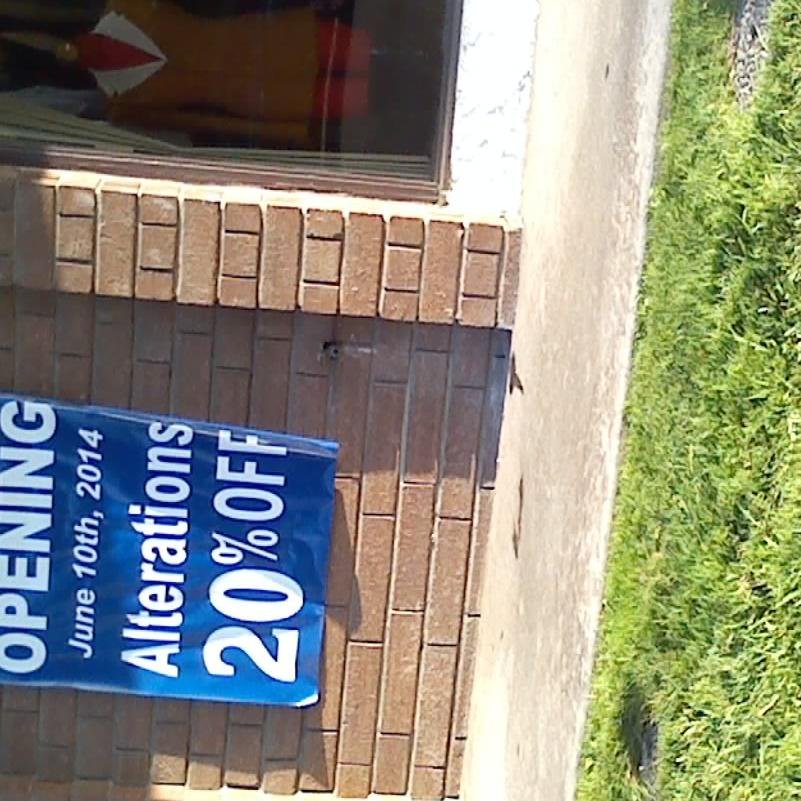 OPENING
June 10th, 2014
Alterations
20%OFF